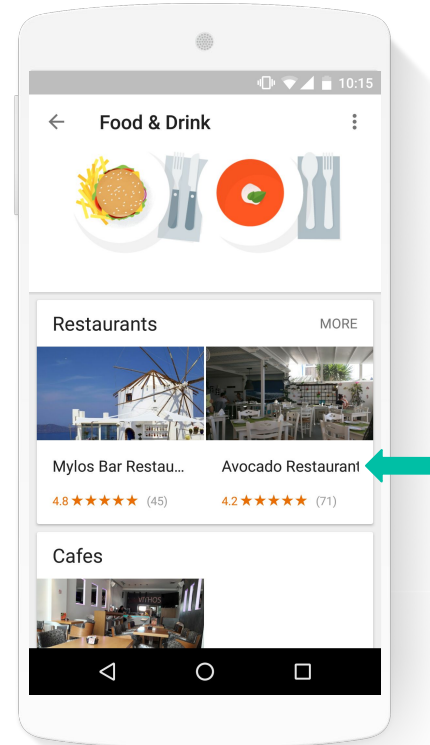 10:15
Food & Drink
Restaurants MORE
Mylos Bar Restau... Avocado Restaurant
4.8 ★★★★★ (45) 4.2 ★★★★★ (71)
Cafes